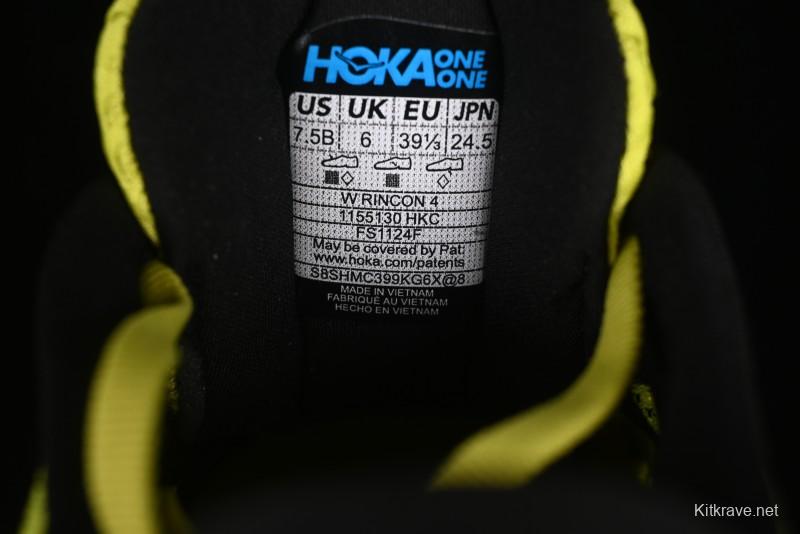 HOKA ONE ONE
US UK EU JPN
7.5B 6 39⅓ 24.5
W RINCON 4
1155130 HKC
FS1124F
May be covered by Pat.
www.hoka.com/patents
S8SHMC399KG6X@8
MADE IN VIETNAM
FABRIQUÉ AU VIETNAM
HECHO EN VIETNAM
Kitkrave.net